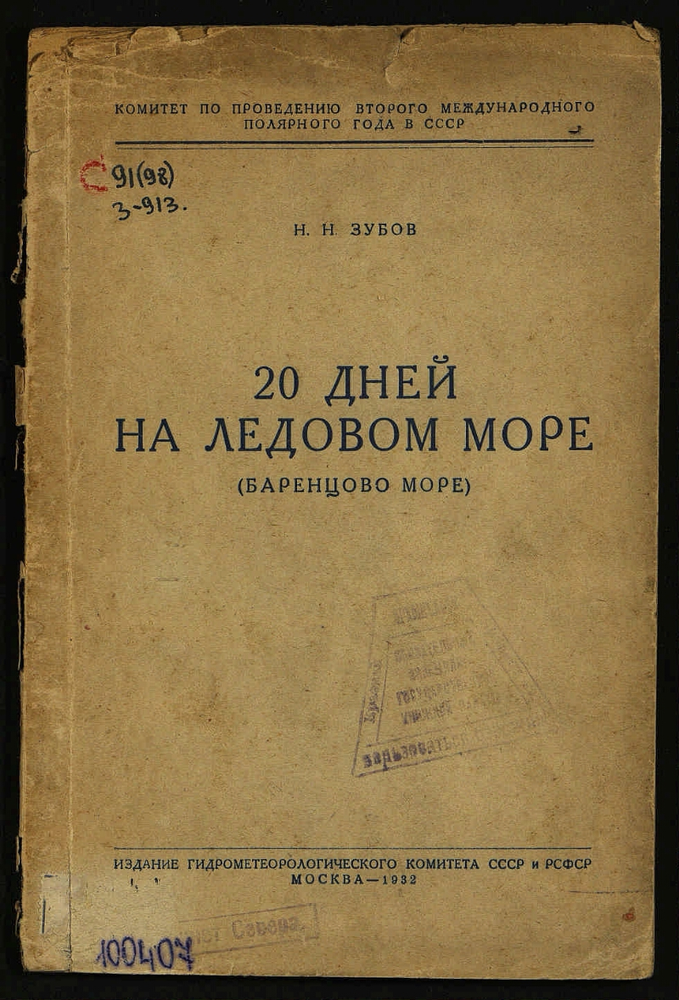 КОМИТЕТ ПО ПРОВЕДЕНИЮ ВТОРОГО МЕЖДУНАРОДНОГО
ПОЛЯРНОГО ГОДА В СССР
С 91(98)
З-913.
Н. Н. ЗУБОВ
20 ДНЕЙ
НА ЛЕДОВОМ МОРЕ
(БАРЕНЦОВО МОРЕ)
ИЗДАНИЕ ГИДРОМЕТЕОРОЛОГИЧЕСКОГО КОМИТЕТА СССР и РСФСР
МОСКВА—1932
100407